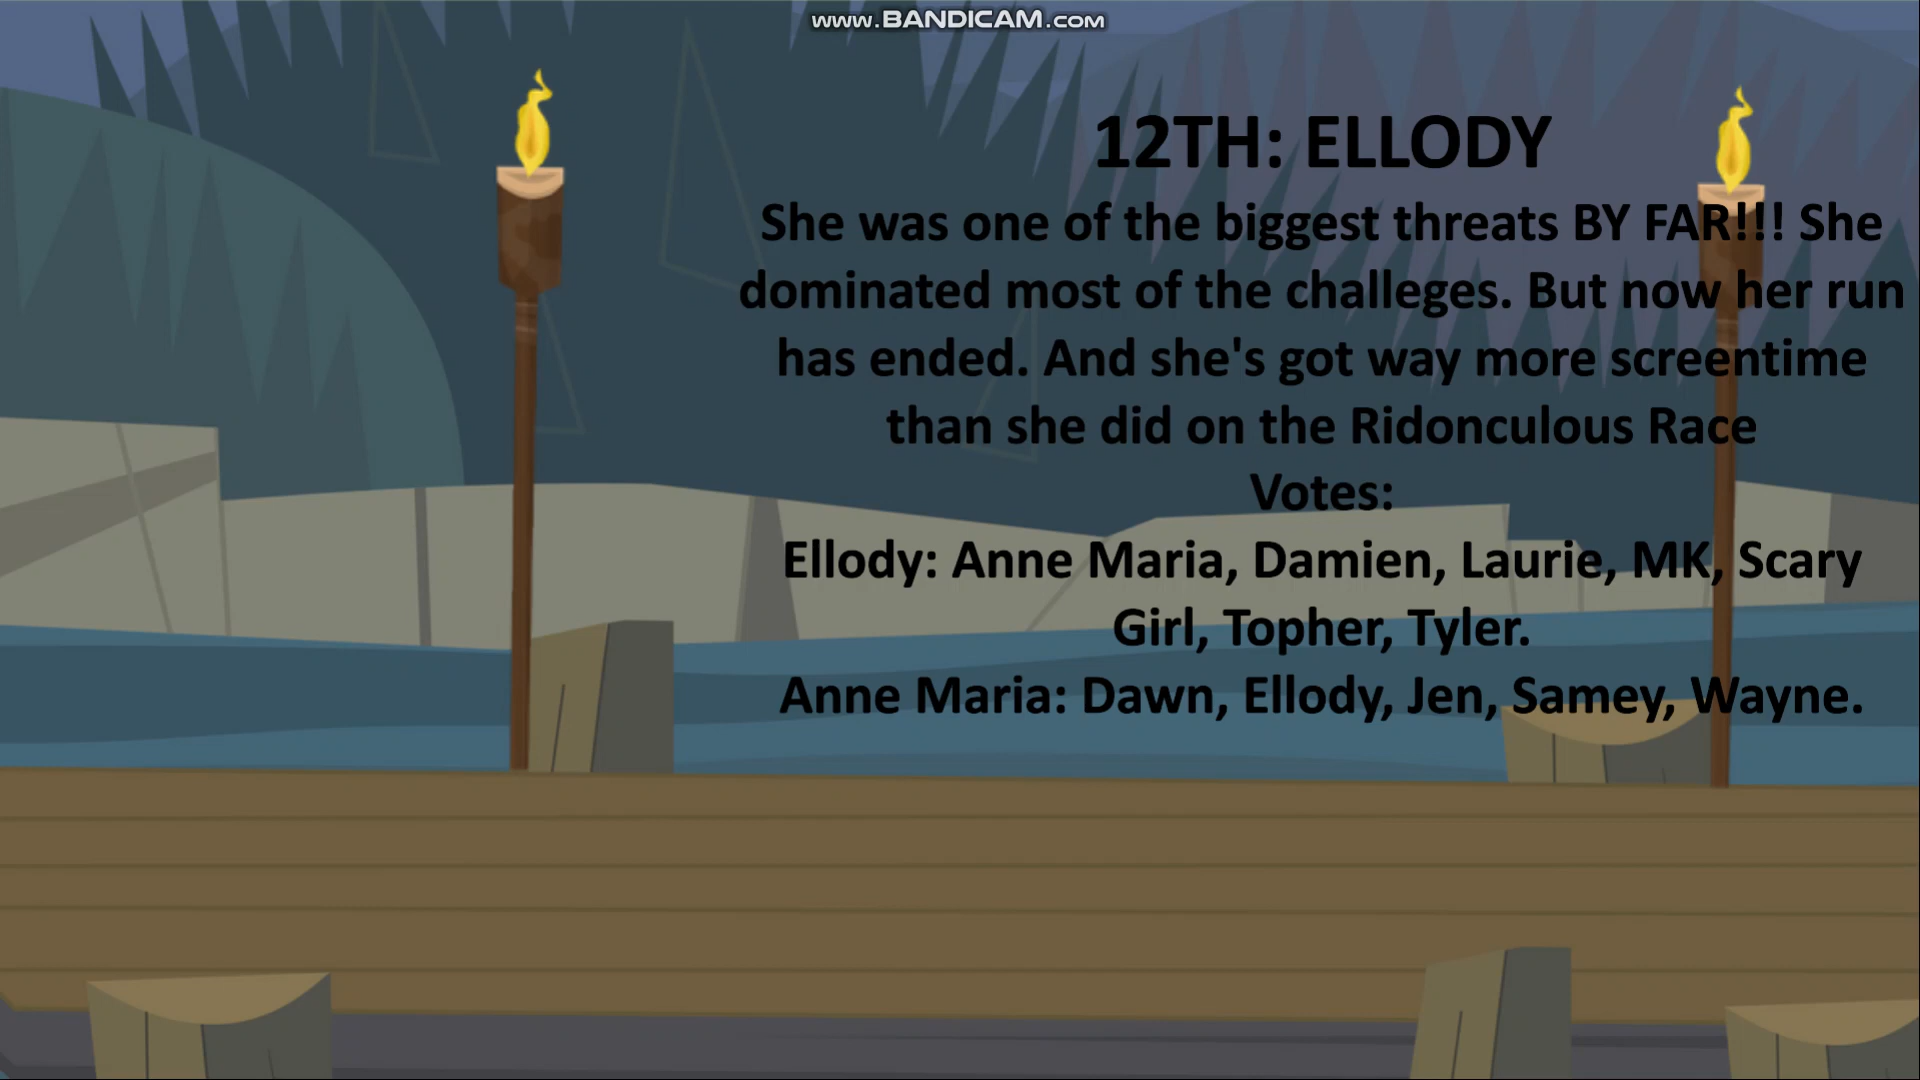 www.BANDICAM.com
12TH: ELLODY
She was one of the biggest threats BY FAR!!! She
dominated most of the challeges. But now her run
has ended. And she's got way more screentime
than she did on the Ridonculous Race
Votes:
Ellody: Anne Maria, Damien, Laurie, MK, Scary
Girl, Topher, Tyler.
Anne Maria: Dawn, Ellody, Jen, Samey, Wayne.